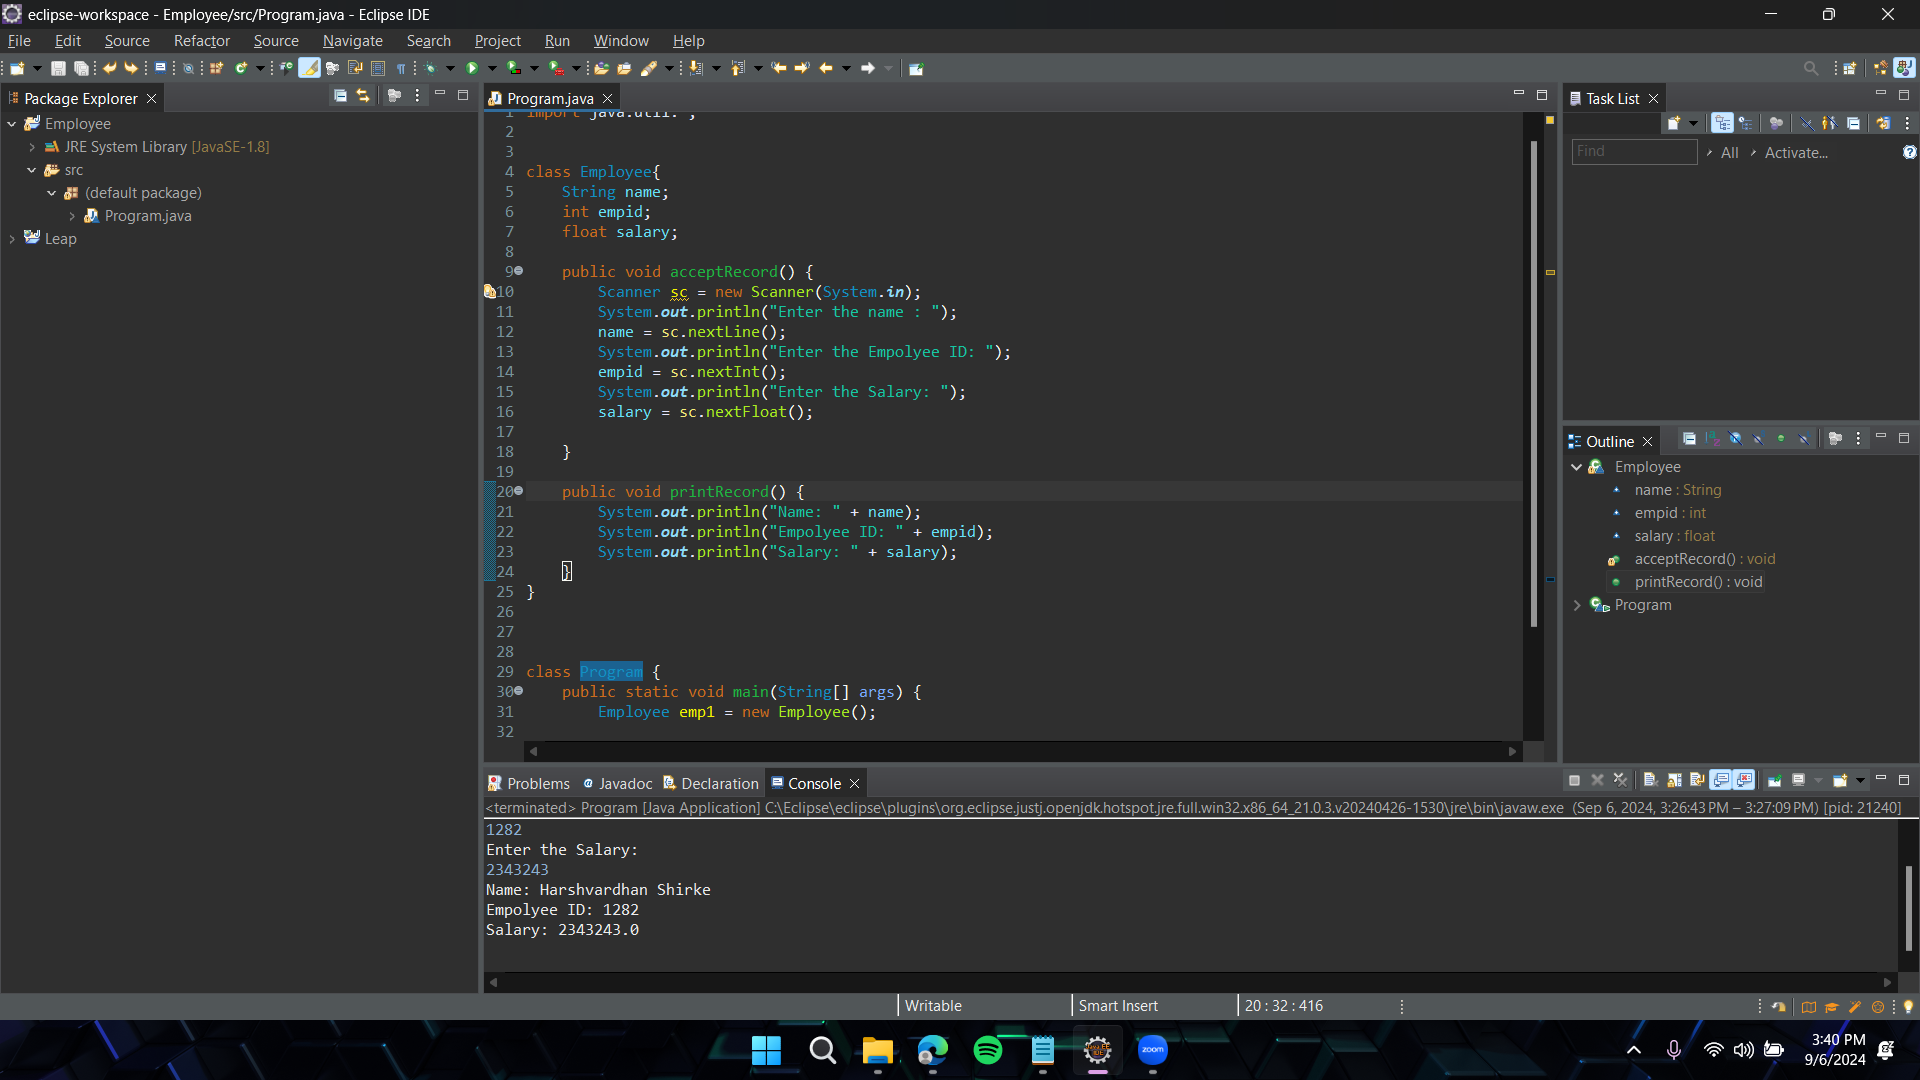 eclipse-workspace - Employee/src/Program.java - Eclipse IDE
File Edit Source Refactor Source Navigate Search Project Run Window Help
Package Explorer
Employee
JRE System Library [JavaSE-1.8]
src
(default package)
Program.java
Leap
Program.java
1 import java.util. ;
2
3
4 class Employee{
5 String name;
6 int empid;
7 float salary;
8
9 public void acceptRecord() {
10 Scanner sc = new Scanner(System.in);
11 System.out.println("Enter the name : ");
12 name = sc.nextLine();
13 System.out.println("Enter the Empolyee ID: ");
14 empid = sc.nextInt();
15 System.out.println("Enter the Salary: ");
16 salary = sc.nextFloat();
17
18 }
19
20 public void printRecord() {
21 System.out.println("Name: " + name);
22 System.out.println("Empolyee ID: " + empid);
23 System.out.println("Salary: " + salary);
24 }
25 }
26
27
28
29 class Program {
30 public static void main(String[] args) {
31 Employee emp1 = new Employee();
32
Task List
Find All Activate...
Outline
Employee
name : String
empid : int
salary : float
acceptRecord() : void
printRecord() : void
Program
Problems @ Javadoc Declaration Console
<terminated> Program [Java Application] C:\Eclipse\eclipse\plugins\org.eclipse.justj.openjdk.hotspot.jre.full.win32.x86_64_21.0.3.v20240426-1530\jre\bin\javaw.exe (Sep 6, 2024, 3:26:43 PM – 3:27:09 PM) [pid: 21240]
1282
Enter the Salary:
2343243
Name: Harshvardhan Shirke
Empolyee ID: 1282
Salary: 2343243.0
Writable Smart Insert 20 : 32 : 416
zoom
3:40 PM
9/6/2024